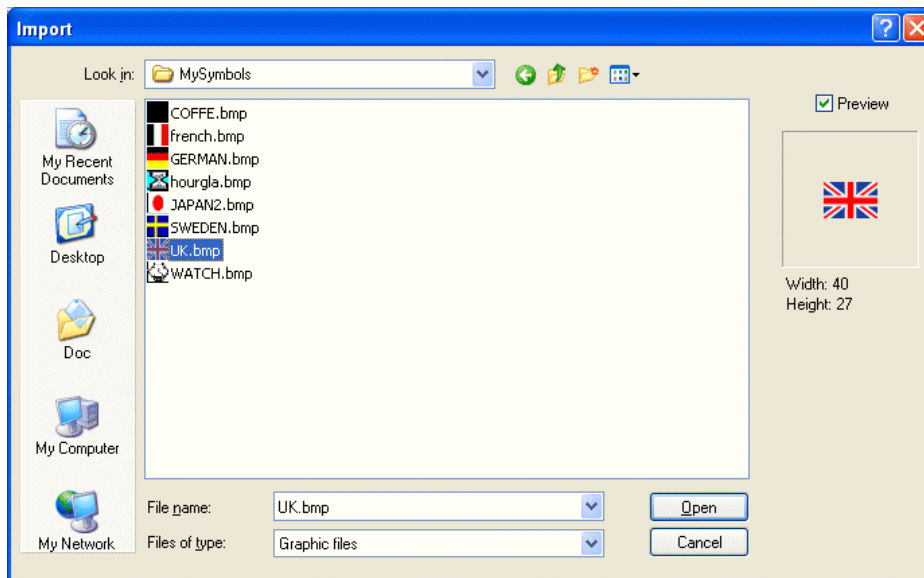 Import
Look in: MySymbols
My Recent
Documents
Desktop
Doc
My Computer
My Network
COFFE.bmp
french.bmp
GERMAN.bmp
hourgla.bmp
JAPAN2.bmp
SWEDEN.bmp
UK.bmp
WATCH.bmp
Preview
Width: 40
Height: 27
File name: UK.bmp
Open
Files of type: Graphic files
Cancel